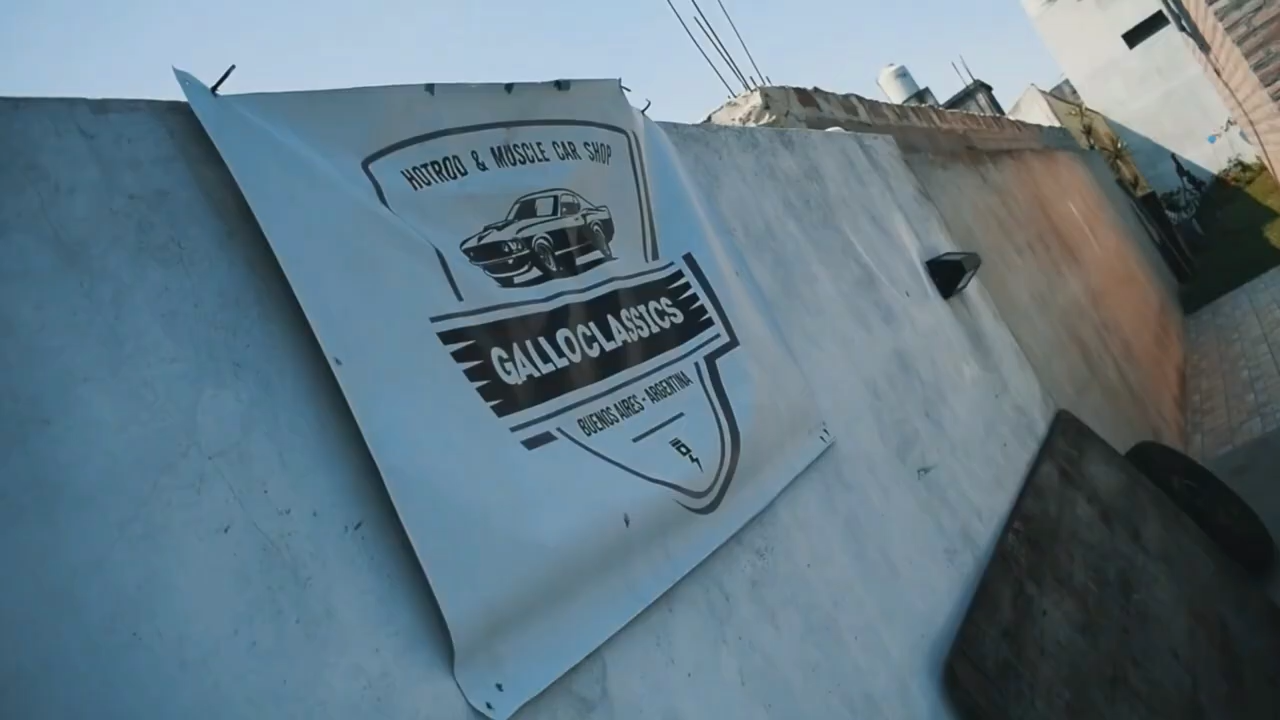 HOTROD & MUSCLE CAR SHOP
GALLOCLASSICS
BUENOS AIRES - ARGENTINA